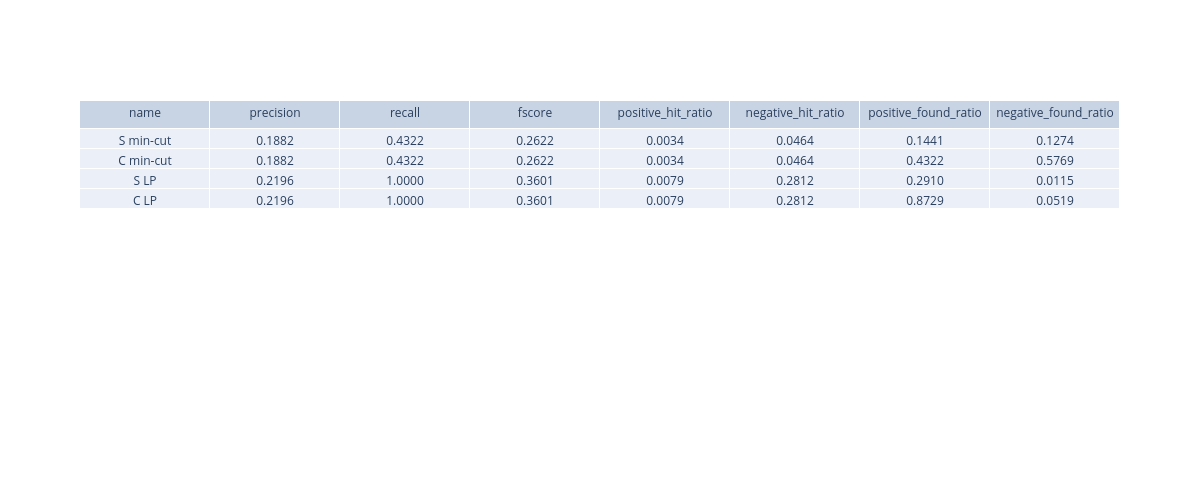 name precision recall fscore positive_hit_ratio negative_hit_ratio positive_found_ratio negative_found_ratio
S min-cut 0.1882 0.4322 0.2622 0.0034 0.0464 0.1441 0.1274
C min-cut 0.1882 0.4322 0.2622 0.0034 0.0464 0.4322 0.5769
S LP 0.2196 1.0000 0.3601 0.0079 0.2812 0.2910 0.0115
C LP 0.2196 1.0000 0.3601 0.0079 0.2812 0.8729 0.0519